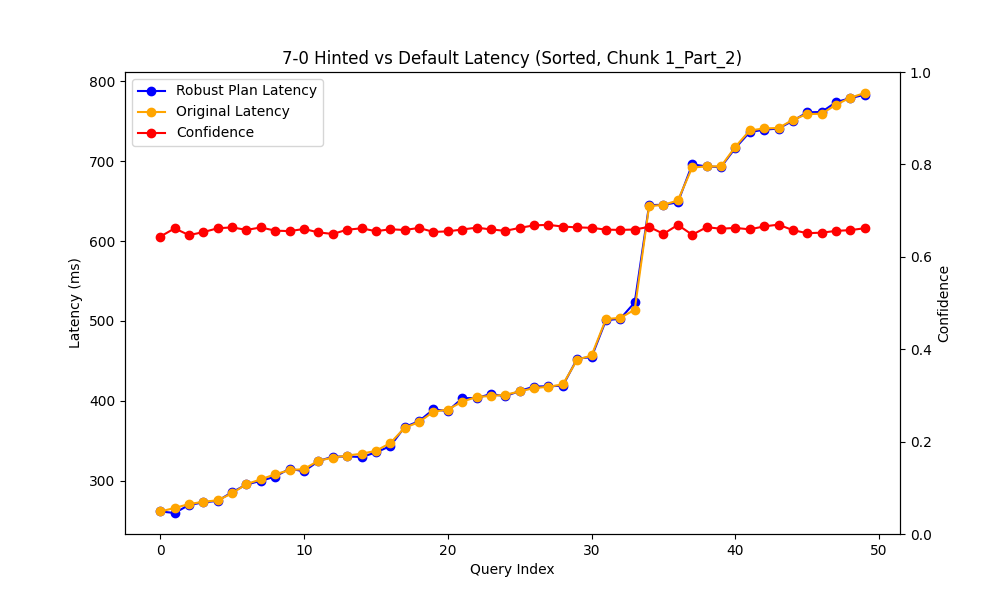 7-0 Hinted vs Default Latency (Sorted, Chunk 1_Part_2)
Robust Plan Latency
Original Latency
Confidence
800
700
600
500
400
300
Latency (ms)
1.0
0.8
0.6
0.4
0.2
0.0
Confidence
0 10 20 30 40 50
Query Index